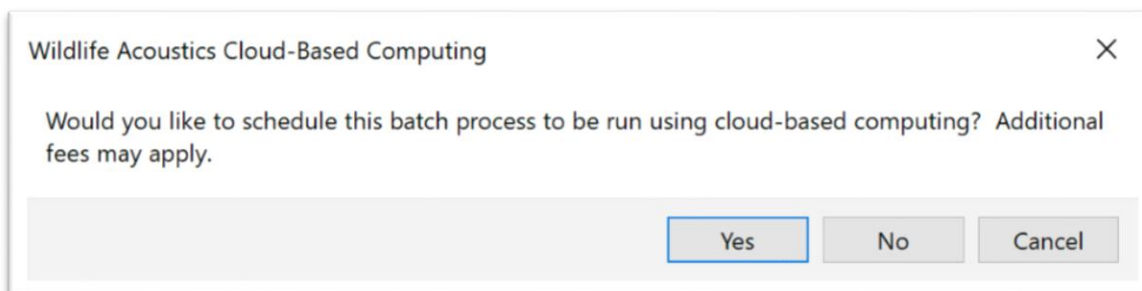 Wildlife Acoustics Cloud-Based Computing
Would you like to schedule this batch process to be run using cloud-based computing?  Additional
fees may apply.
Yes No Cancel